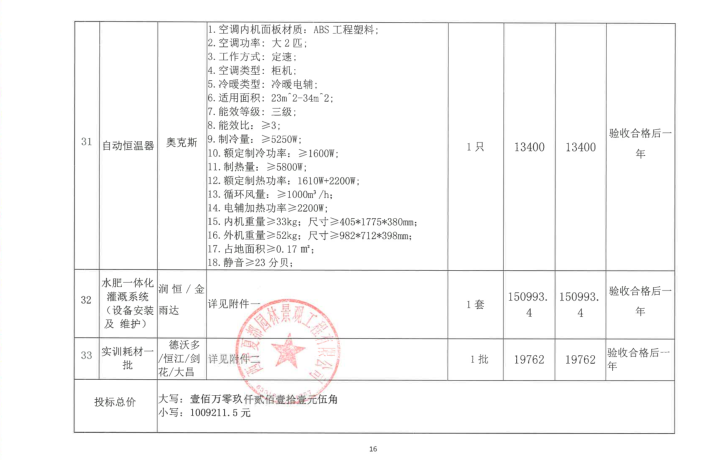 31
自动恒温器
奥克斯
1.空调内机面板材质：ABS 工程塑料；
2.空调功率：大 2 匹；
3.工作方式：定速；
4.空调类型：柜机；
5.冷暖类型：冷暖电辅；
6.适用面积：23m^2-34m^2；
7.能效等级：三级；
8.能效比：≥3；
9.制冷量：≥5250W；
10.额定制冷功率：≥1600W；
11.制热量：≥5800W；
12.额定制热功率：1610W+2200W；
13.循环风量：≥1000m³/h；
14.电辅加热功率≥2200W；
15.内机重量≥33kg；尺寸≥405*1775*380mm；
16.外机重量≥52kg；尺寸≥982*712*398mm；
17.占地面积≥0.17 ㎡；
18.静音≥23 分贝；
1 只
13400
13400
验收合格后一
年
32
水肥一体化
灌溉系统
（设备安装
及 维护）
润恒/金
雨达
详见附件一
1 套
150993.
4
150993.
4
验收合格后一
年
33
实训耗材一
批
德沃多
/恒江/剑
花/大昌
详见附件二
1 批
19762
19762
验收合格后一
年
投标总价
大写：壹佰万零玖仟贰佰壹拾壹元伍角
小写：1009211.5 元
16